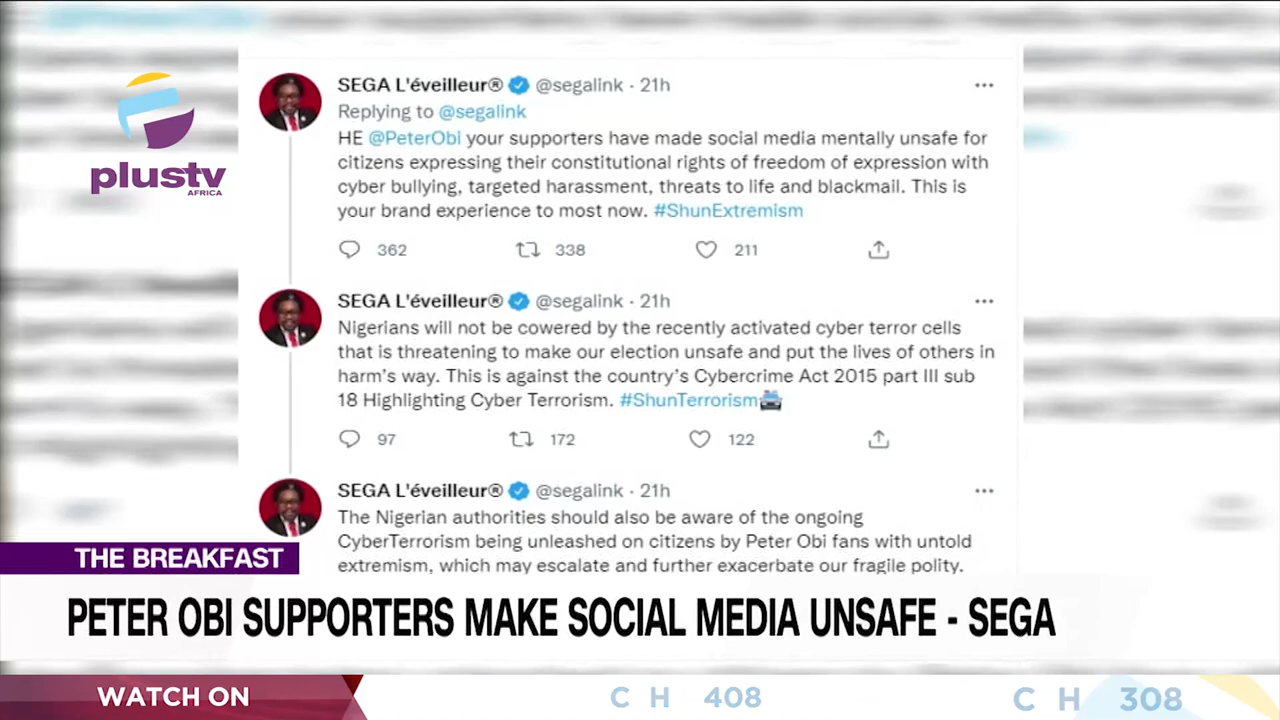 plustv
AFRICA
SEGA L'éveilleur® @segalink · 21h
Replying to @segalink
HE @PeterObi your supporters have made social media mentally unsafe for
citizens expressing their constitutional rights of freedom of expression with
cyber bullying, targeted harassment, threats to life and blackmail. This is
your brand experience to most now. #ShunExtremism
362 338 211
SEGA L'éveilleur® @segalink · 21h
Nigerians will not be cowered by the recently activated cyber terror cells
that is threatening to make our election unsafe and put the lives of others in
harm's way. This is against the country's Cybercrime Act 2015 part III sub
18 Highlighting Cyber Terrorism. #ShunTerrorism
97 172 122
SEGA L'éveilleur® @segalink · 21h
The Nigerian authorities should also be aware of the ongoing
CyberTerrorism being unleashed on citizens by Peter Obi fans with untold
extremism, which may escalate and further exacerbate our fragile polity.
THE BREAKFAST
PETER OBI SUPPORTERS MAKE SOCIAL MEDIA UNSAFE - SEGA
WATCH ON CH 408 CH 308